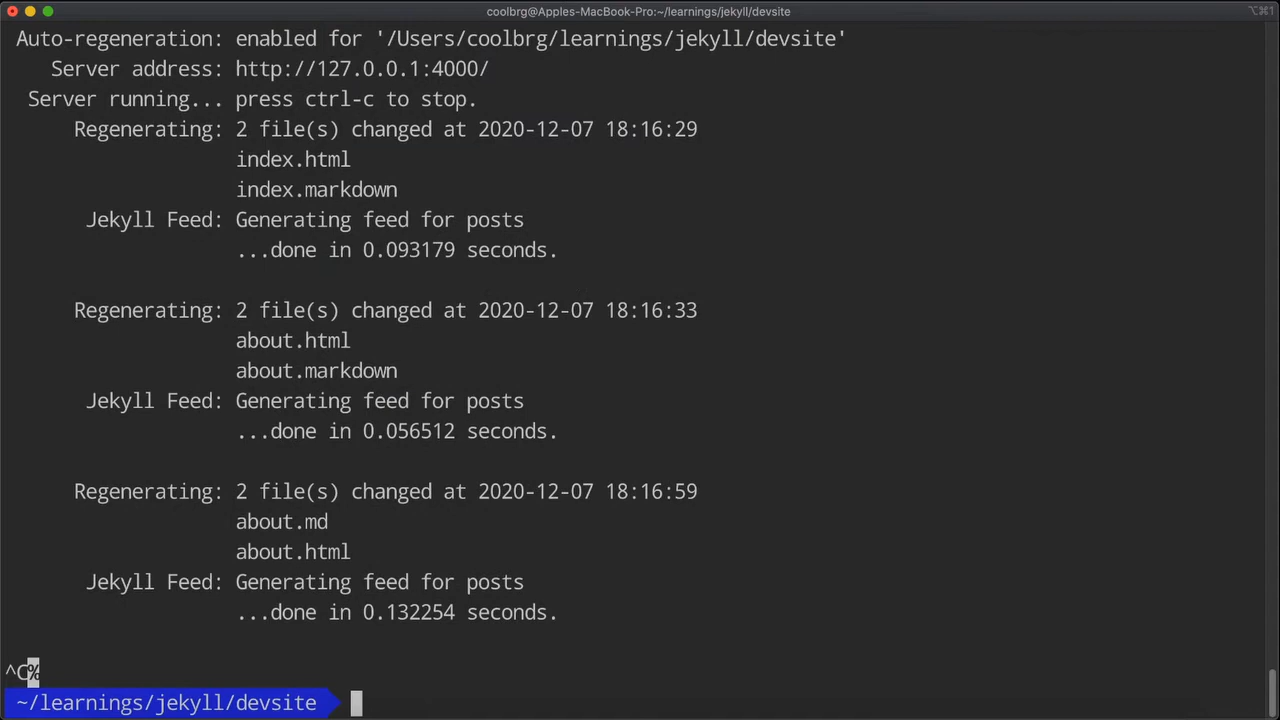 coolbrg@Apples-MacBook-Pro:~/learnings/jekyll/devsite
⌥⌘1
Auto-regeneration: enabled for '/Users/coolbrg/learnings/jekyll/devsite'
Server address: http://127.0.0.1:4000/
Server running... press ctrl-c to stop.
Regenerating: 2 file(s) changed at 2020-12-07 18:16:29
index.html
index.markdown
Jekyll Feed: Generating feed for posts
...done in 0.093179 seconds.
Regenerating: 2 file(s) changed at 2020-12-07 18:16:33
about.html
about.markdown
Jekyll Feed: Generating feed for posts
...done in 0.056512 seconds.
Regenerating: 2 file(s) changed at 2020-12-07 18:16:59
about.md
about.html
Jekyll Feed: Generating feed for posts
...done in 0.132254 seconds.
^C%
~/learnings/jekyll/devsite